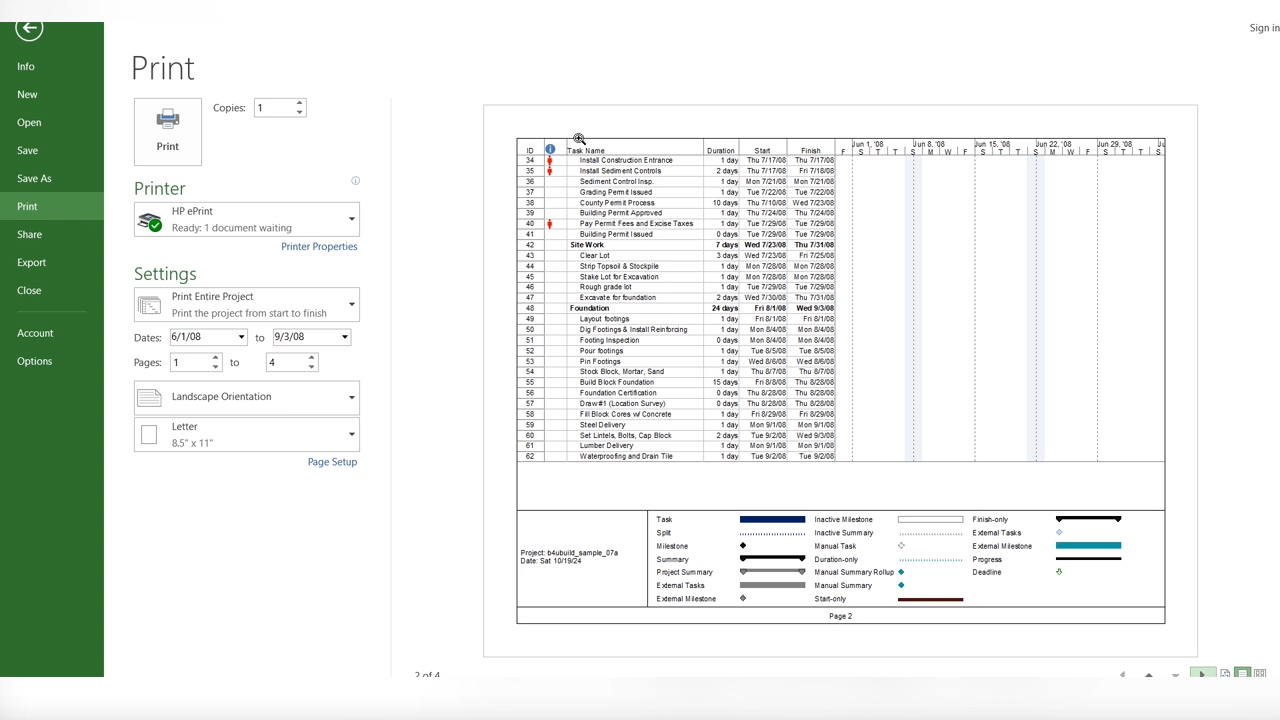 Sign in
Info
New
Open
Save
Save As
Print
Share
Export
Close
Account
Options
Print
Print
Copies: 1
Printer
HP ePrint
Ready: 1 document waiting
Printer Properties
Settings
Print Entire Project
Print the project from start to finish
Dates: 6/1/08 to 9/3/08
Pages: 1 to 4
Landscape Orientation
Letter
8.5" x 11"
Page Setup
Jun 1, '08 Jun 8, '08 Jun 15, '08 Jun 22, '08 Jun 29, '08
ID Task Name Duration Start Finish F S T T S M W F S T T S M W F S T T S
34 Install Construction Entrance 1 day Thu 7/17/08 Thu 7/17/08
35 Install Sediment Controls 2 days Thu 7/17/08 Fri 7/18/08
36 Sediment Control Insp. 1 day Mon 7/21/08 Mon 7/21/08
37 Grading Permit Issued 1 day Tue 7/22/08 Tue 7/22/08
38 County Permit Process 10 days Thu 7/10/08 Wed 7/23/08
39 Building Permit Approved 1 day Thu 7/24/08 Thu 7/24/08
40 Pay Permit Fees and Excise Taxes 1 day Tue 7/29/08 Tue 7/29/08
41 Building Permit Issued 0 days Tue 7/29/08 Tue 7/29/08
42 Site Work 7 days Wed 7/23/08 Thu 7/31/08
43 Clear Lot 3 days Wed 7/23/08 Fri 7/25/08
44 Strip Topsoil & Stockpile 1 day Mon 7/28/08 Mon 7/28/08
45 Stake Lot for Excavation 1 day Mon 7/28/08 Mon 7/28/08
46 Rough grade lot 1 day Tue 7/29/08 Tue 7/29/08
47 Excavate for foundation 2 days Wed 7/30/08 Thu 7/31/08
48 Foundation 24 days Fri 8/1/08 Wed 9/3/08
49 Layout footings 1 day Fri 8/1/08 Fri 8/1/08
50 Dig Footings & Install Reinforcing 1 day Mon 8/4/08 Mon 8/4/08
51 Footing Inspection 0 days Mon 8/4/08 Mon 8/4/08
52 Pour footings 1 day Tue 8/5/08 Tue 8/5/08
53 Pin Footings 1 day Wed 8/6/08 Wed 8/6/08
54 Stock Block, Mortar, Sand 1 day Thu 8/7/08 Thu 8/7/08
55 Build Block Foundation 15 days Fri 8/8/08 Thu 8/28/08
56 Foundation Certification 0 days Thu 8/28/08 Thu 8/28/08
57 Draw #1 (Location Survey) 0 days Thu 8/28/08 Thu 8/28/08
58 Fill Block Cores w/ Concrete 1 day Fri 8/29/08 Fri 8/29/08
59 Steel Delivery 1 day Mon 9/1/08 Mon 9/1/08
60 Set Lintels, Bolts, Cap Block 2 days Tue 9/2/08 Wed 9/3/08
61 Lumber Delivery 1 day Mon 9/1/08 Mon 9/1/08
62 Waterproofing and Drain Tile 1 day Tue 9/2/08 Tue 9/2/08
Project: b4ubuild_sample_07a
Date: Sat 10/19/24
Task Inactive Milestone Finish-only
Split Inactive Summary External Tasks
Milestone Manual Task External Milestone
Summary Duration-only Progress
Project Summary Manual Summary Rollup Deadline
External Tasks Manual Summary
External Milestone Start-only
Page 2
2 of 4